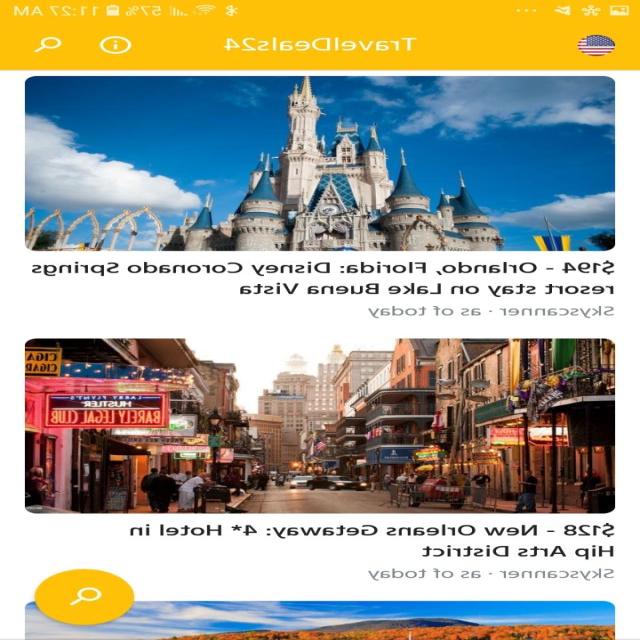 57% 11:27 AM
TravelDeals24
$194 - Orlando, Florida: Disney Coronado Springs
resort stay on Lake Buena Vista
Skyscanner · as of today
CIGA
CIGAR
LARRY FLYNT'S
HUSTLER
BARELY LEGAL CLUB
$128 - New Orleans Getaway: 4* Hotel in
Hip Arts District
Skyscanner · as of today